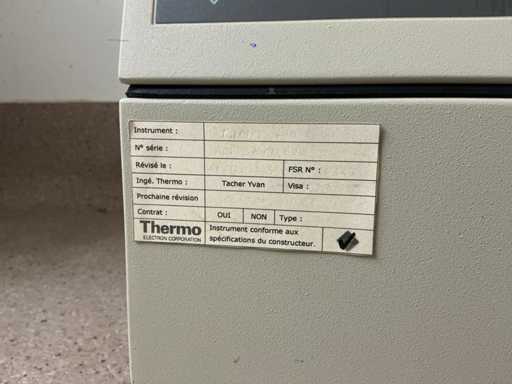 Instrument :
N° série :
Révisé le : FSR N° :
Ingé. Thermo : Tacher Yvan Visa :
Prochaine révision
Contrat : OUI NON Type :
Thermo
ELECTRON CORPORATION
Instrument conforme aux
spécifications du constructeur.